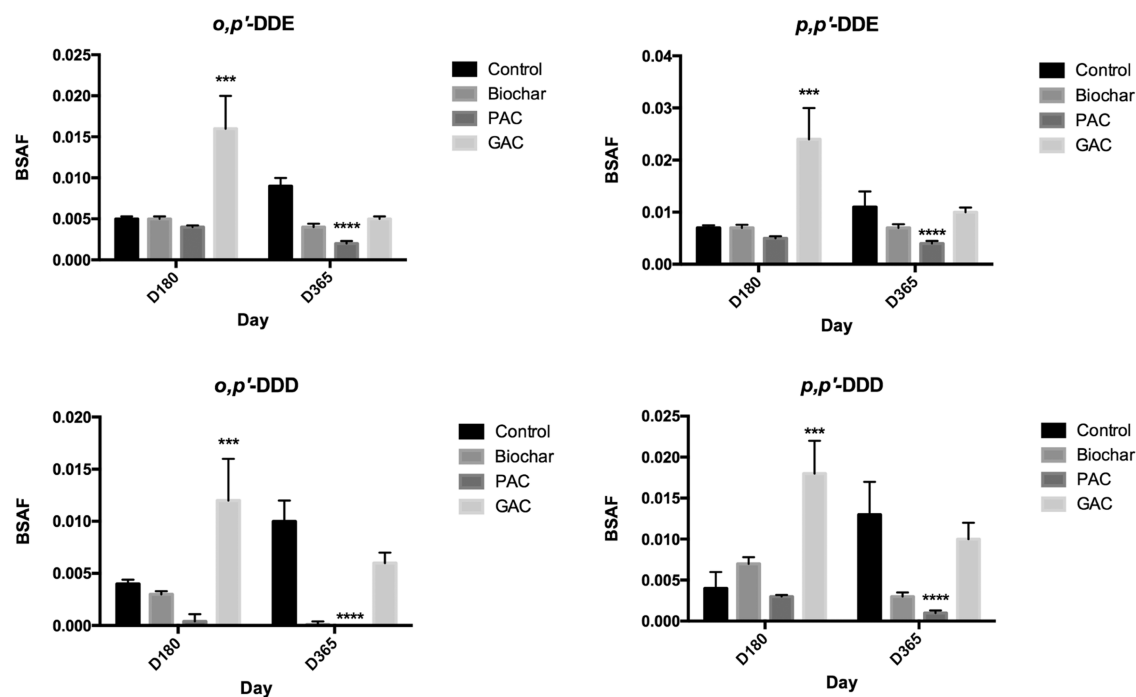 o,p'-DDE
0.025
0.020
0.015
0.010
0.005
0.000
BSAF
***
****
D180
D365
Day
Control
Biochar
PAC
GAC
p,p'-DDE
0.04
0.03
0.02
0.01
0.00
BSAF
***
****
D180
D365
Day
Control
Biochar
PAC
GAC
o,p'-DDD
0.020
0.015
0.010
0.005
0.000
BSAF
***
****
D180
D365
Day
Control
Biochar
PAC
GAC
p,p'-DDD
0.025
0.020
0.015
0.010
0.005
0.000
BSAF
***
****
D180
D365
Day
Control
Biochar
PAC
GAC